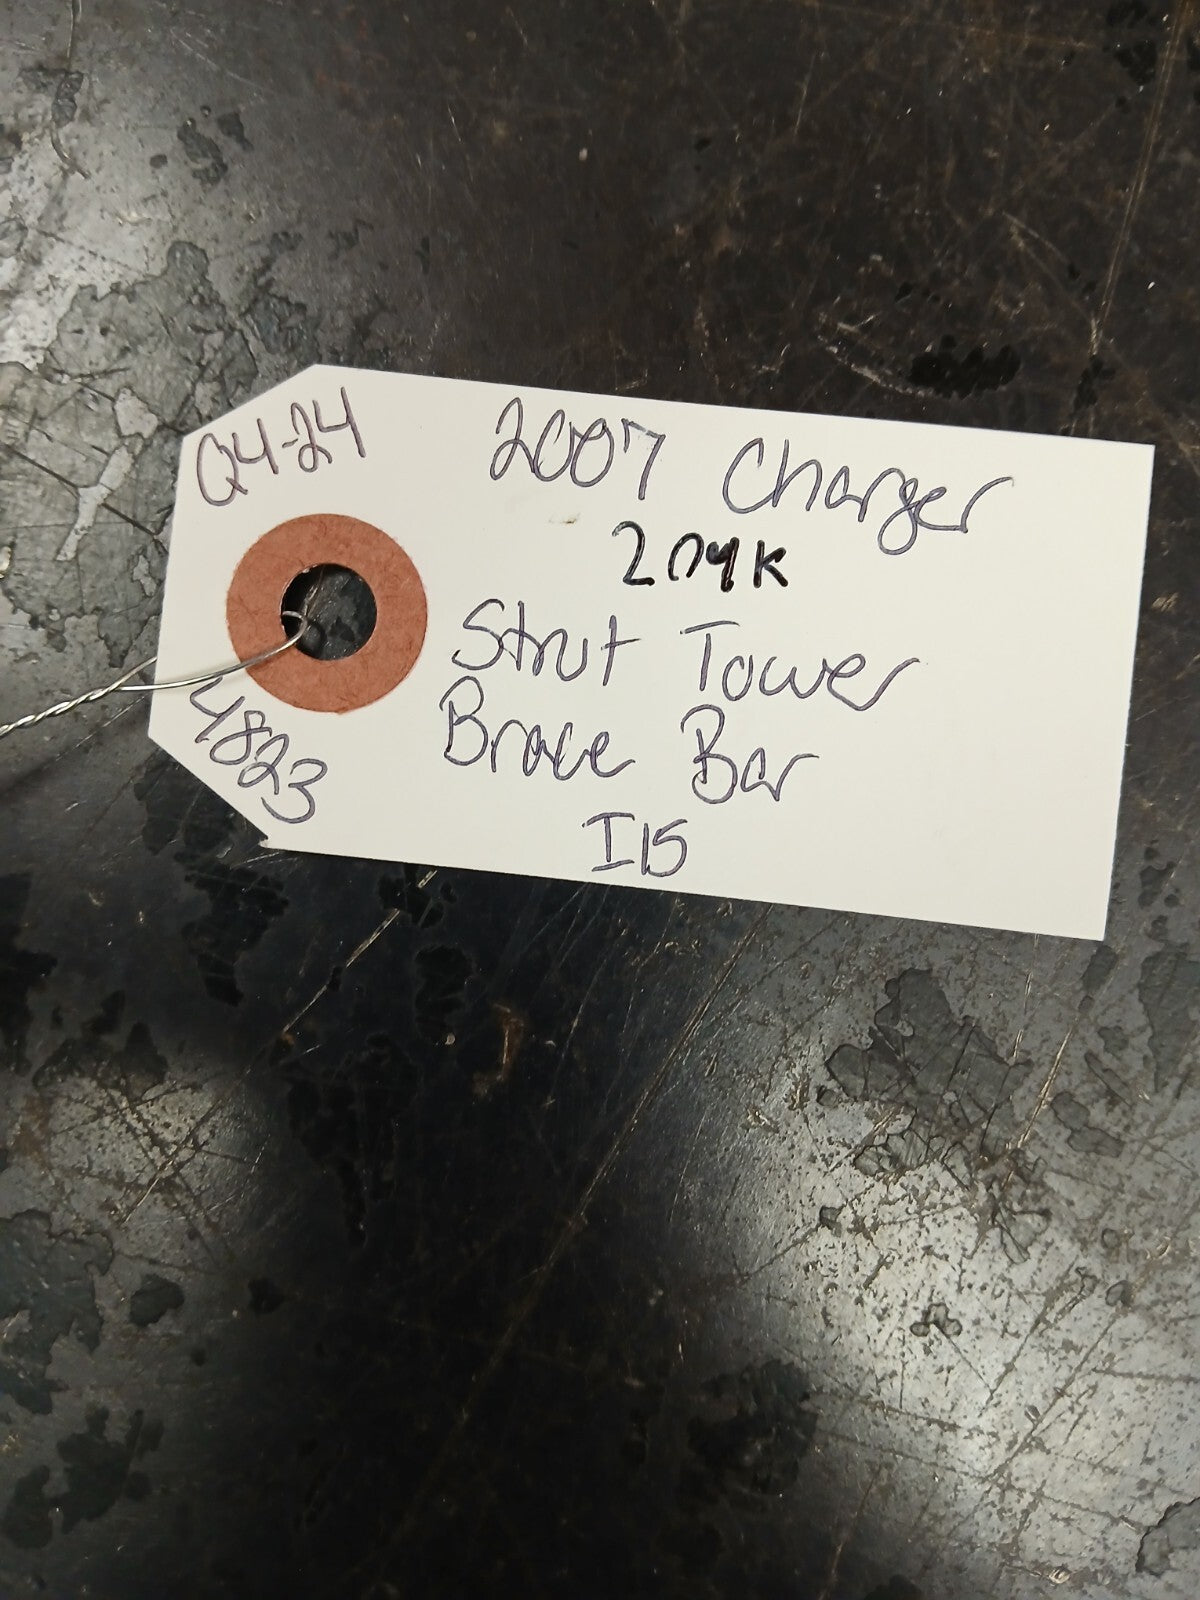 Q4-24
2007 Charger
204K
Strut Tower
Brace Bar
I15
4823